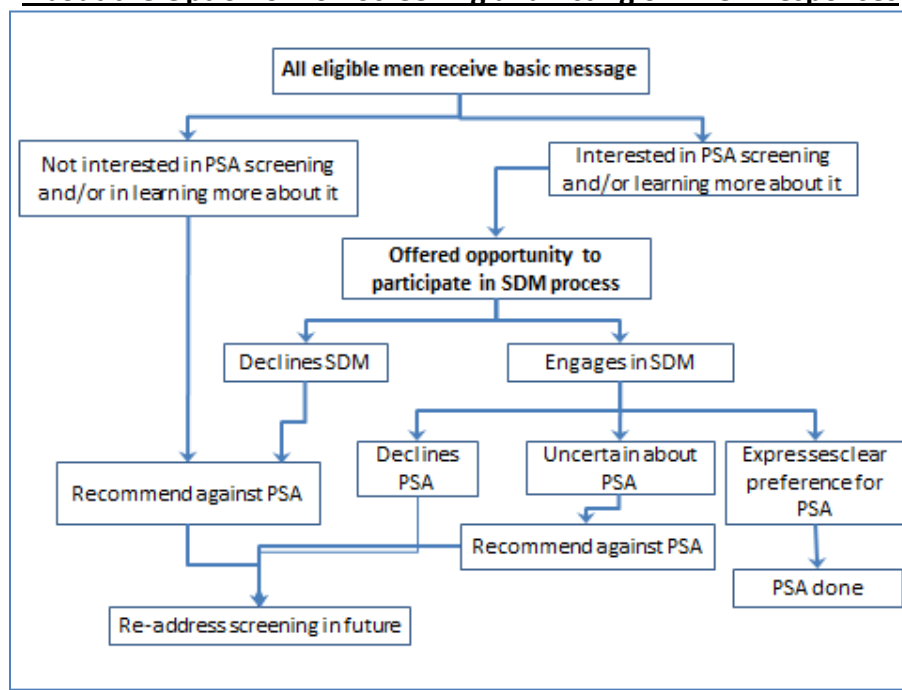 All eligible men receive basic message
Not interested in PSA screening
and/or in learning more about it
Interested in PSA screening
and/or learning more about it
Offered opportunity to
participate in SDM process
Declines SDM
Engages in SDM
Declines
PSA
Uncertain about
PSA
Expressesclear
preference for
PSA
Recommend against PSA
Recommend against PSA
PSA done
Re-address screening in future